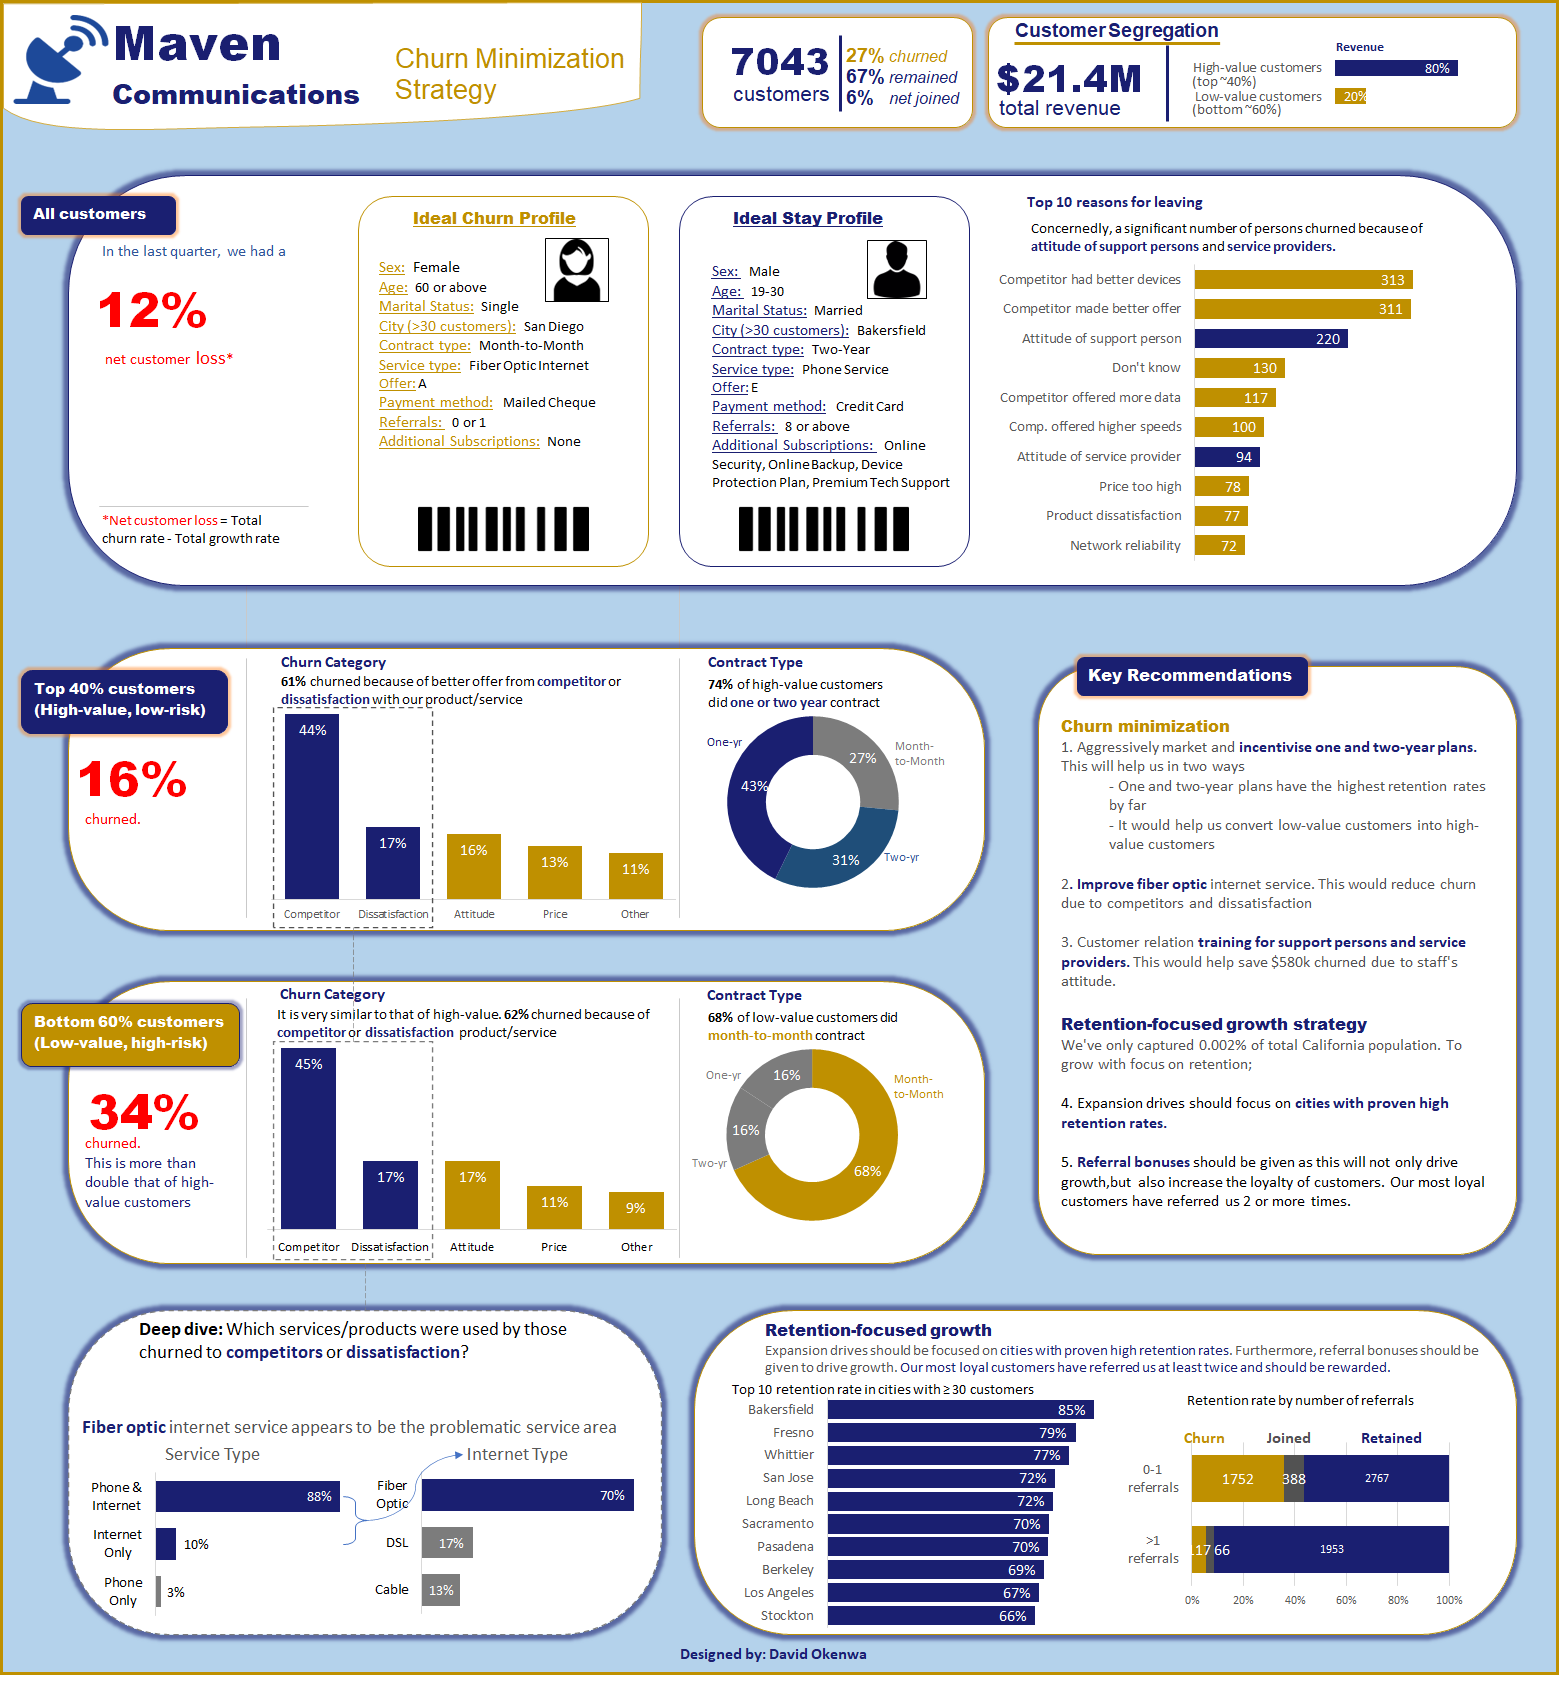 Maven
Communications
Churn Minimization
Strategy
7043
customers
27% churned
67% remained
6% net joined
Customer Segregation
$21.4M
total revenue
Revenue
High-value customers
(top ~40%)
80%
Low-value customers
(bottom ~60%)
20%
All customers
In the last quarter, we had a
12%
net customer loss*
*Net customer loss = Total
churn rate - Total growth rate
Ideal Churn Profile
Sex: Female
Age: 60 or above
Marital Status: Single
City (>30 customers): San Diego
Contract type: Month-to-Month
Service type: Fiber Optic Internet
Offer: A
Payment method: Mailed Cheque
Referrals: 0 or 1
Additional Subscriptions: None
Ideal Stay Profile
Sex: Male
Age: 19-30
Marital Status: Married
City (>30 customers): Bakersfield
Contract type: Two-Year
Service type: Phone Service
Offer: E
Payment method: Credit Card
Referrals: 8 or above
Additional Subscriptions: Online
Security, Online Backup, Device
Protection Plan, Premium Tech Support
Top 10 reasons for leaving
Concernedly, a significant number of persons churned because of
attitude of support persons and service providers.
Competitor had better devices 313
Competitor made better offer 311
Attitude of support person 220
Don't know 130
Competitor offered more data 117
Comp. offered higher speeds 100
Attitude of service provider 94
Price too high 78
Product dissatisfaction 77
Network reliability 72
Top 40% customers
(High-value, low-risk)
16%
churned.
Churn Category
61% churned because of better offer from competitor or
dissatisfaction with our product/service
44%
17%
16%
13%
11%
Competitor Dissatisfaction Attitude Price Other
Contract Type
74% of high-value customers
did one or two year contract
One-yr
Month-
to-Month
27%
43%
31%
Two-yr
Bottom 60% customers
(Low-value, high-risk)
34%
churned.
This is more than
double that of high-
value customers
Churn Category
It is very similar to that of high-value. 62% churned because of
competitor or dissatisfaction product/service
45%
17%
17%
11%
9%
Competitor Dissatisfaction Attitude Price Other
Contract Type
68% of low-value customers did
month-to-month contract
One-yr
16%
Month-
to-Month
16%
Two-yr
68%
Key Recommendations
Churn minimization
1. Aggressively market and incentivise one and two-year plans.
This will help us in two ways
- One and two-year plans have the highest retention rates
by far
- It would help us convert low-value customers into high-
value customers
2. Improve fiber optic internet service. This would reduce churn
due to competitors and dissatisfaction
3. Customer relation training for support persons and service
providers. This would help save $580k churned due to staff's
attitude.
Retention-focused growth strategy
We've only captured 0.002% of total California population. To
grow with focus on retention;
4. Expansion drives should focus on cities with proven high
retention rates.
5. Referral bonuses should be given as this will not only drive
growth,but also increase the loyalty of customers. Our most loyal
customers have referred us 2 or more times.
Deep dive: Which services/products were used by those
churned to competitors or dissatisfaction?
Fiber optic internet service appears to be the problematic service area
Service Type
Phone &
Internet
88%
Internet
Only
10%
Phone
Only
3%
Internet Type
Fiber
Optic
70%
DSL 17%
Cable 13%
Retention-focused growth
Expansion drives should be focused on cities with proven high retention rates. Furthermore, referral bonuses should be
given to drive growth. Our most loyal customers have referred us at least twice and should be rewarded.
Top 10 retention rate in cities with ≥ 30 customers
Bakersfield 85%
Fresno 79%
Whittier 77%
San Jose 72%
Long Beach 72%
Sacramento 70%
Pasadena 70%
Berkeley 69%
Los Angeles 67%
Stockton 66%
Retention rate by number of referrals
Churn Joined Retained
0-1
referrals
1752 388 2767
>1
referrals
117 66 1953
0% 20% 40% 60% 80% 100%
Designed by: David Okenwa